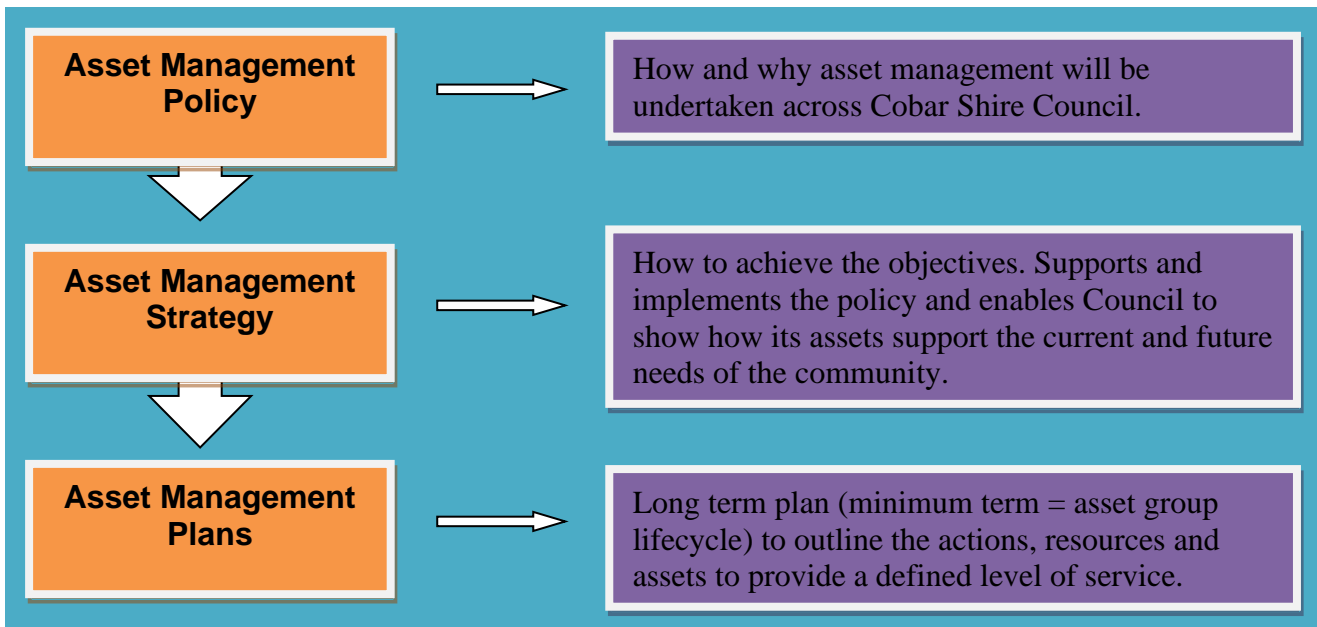 Asset Management
Policy
How and why asset management will be
undertaken across Cobar Shire Council.
Asset Management
Strategy
How to achieve the objectives. Supports and
implements the policy and enables Council to
show how its assets support the current and future
needs of the community.
Asset Management
Plans
Long term plan (minimum term = asset group
lifecycle) to outline the actions, resources and
assets to provide a defined level of service.